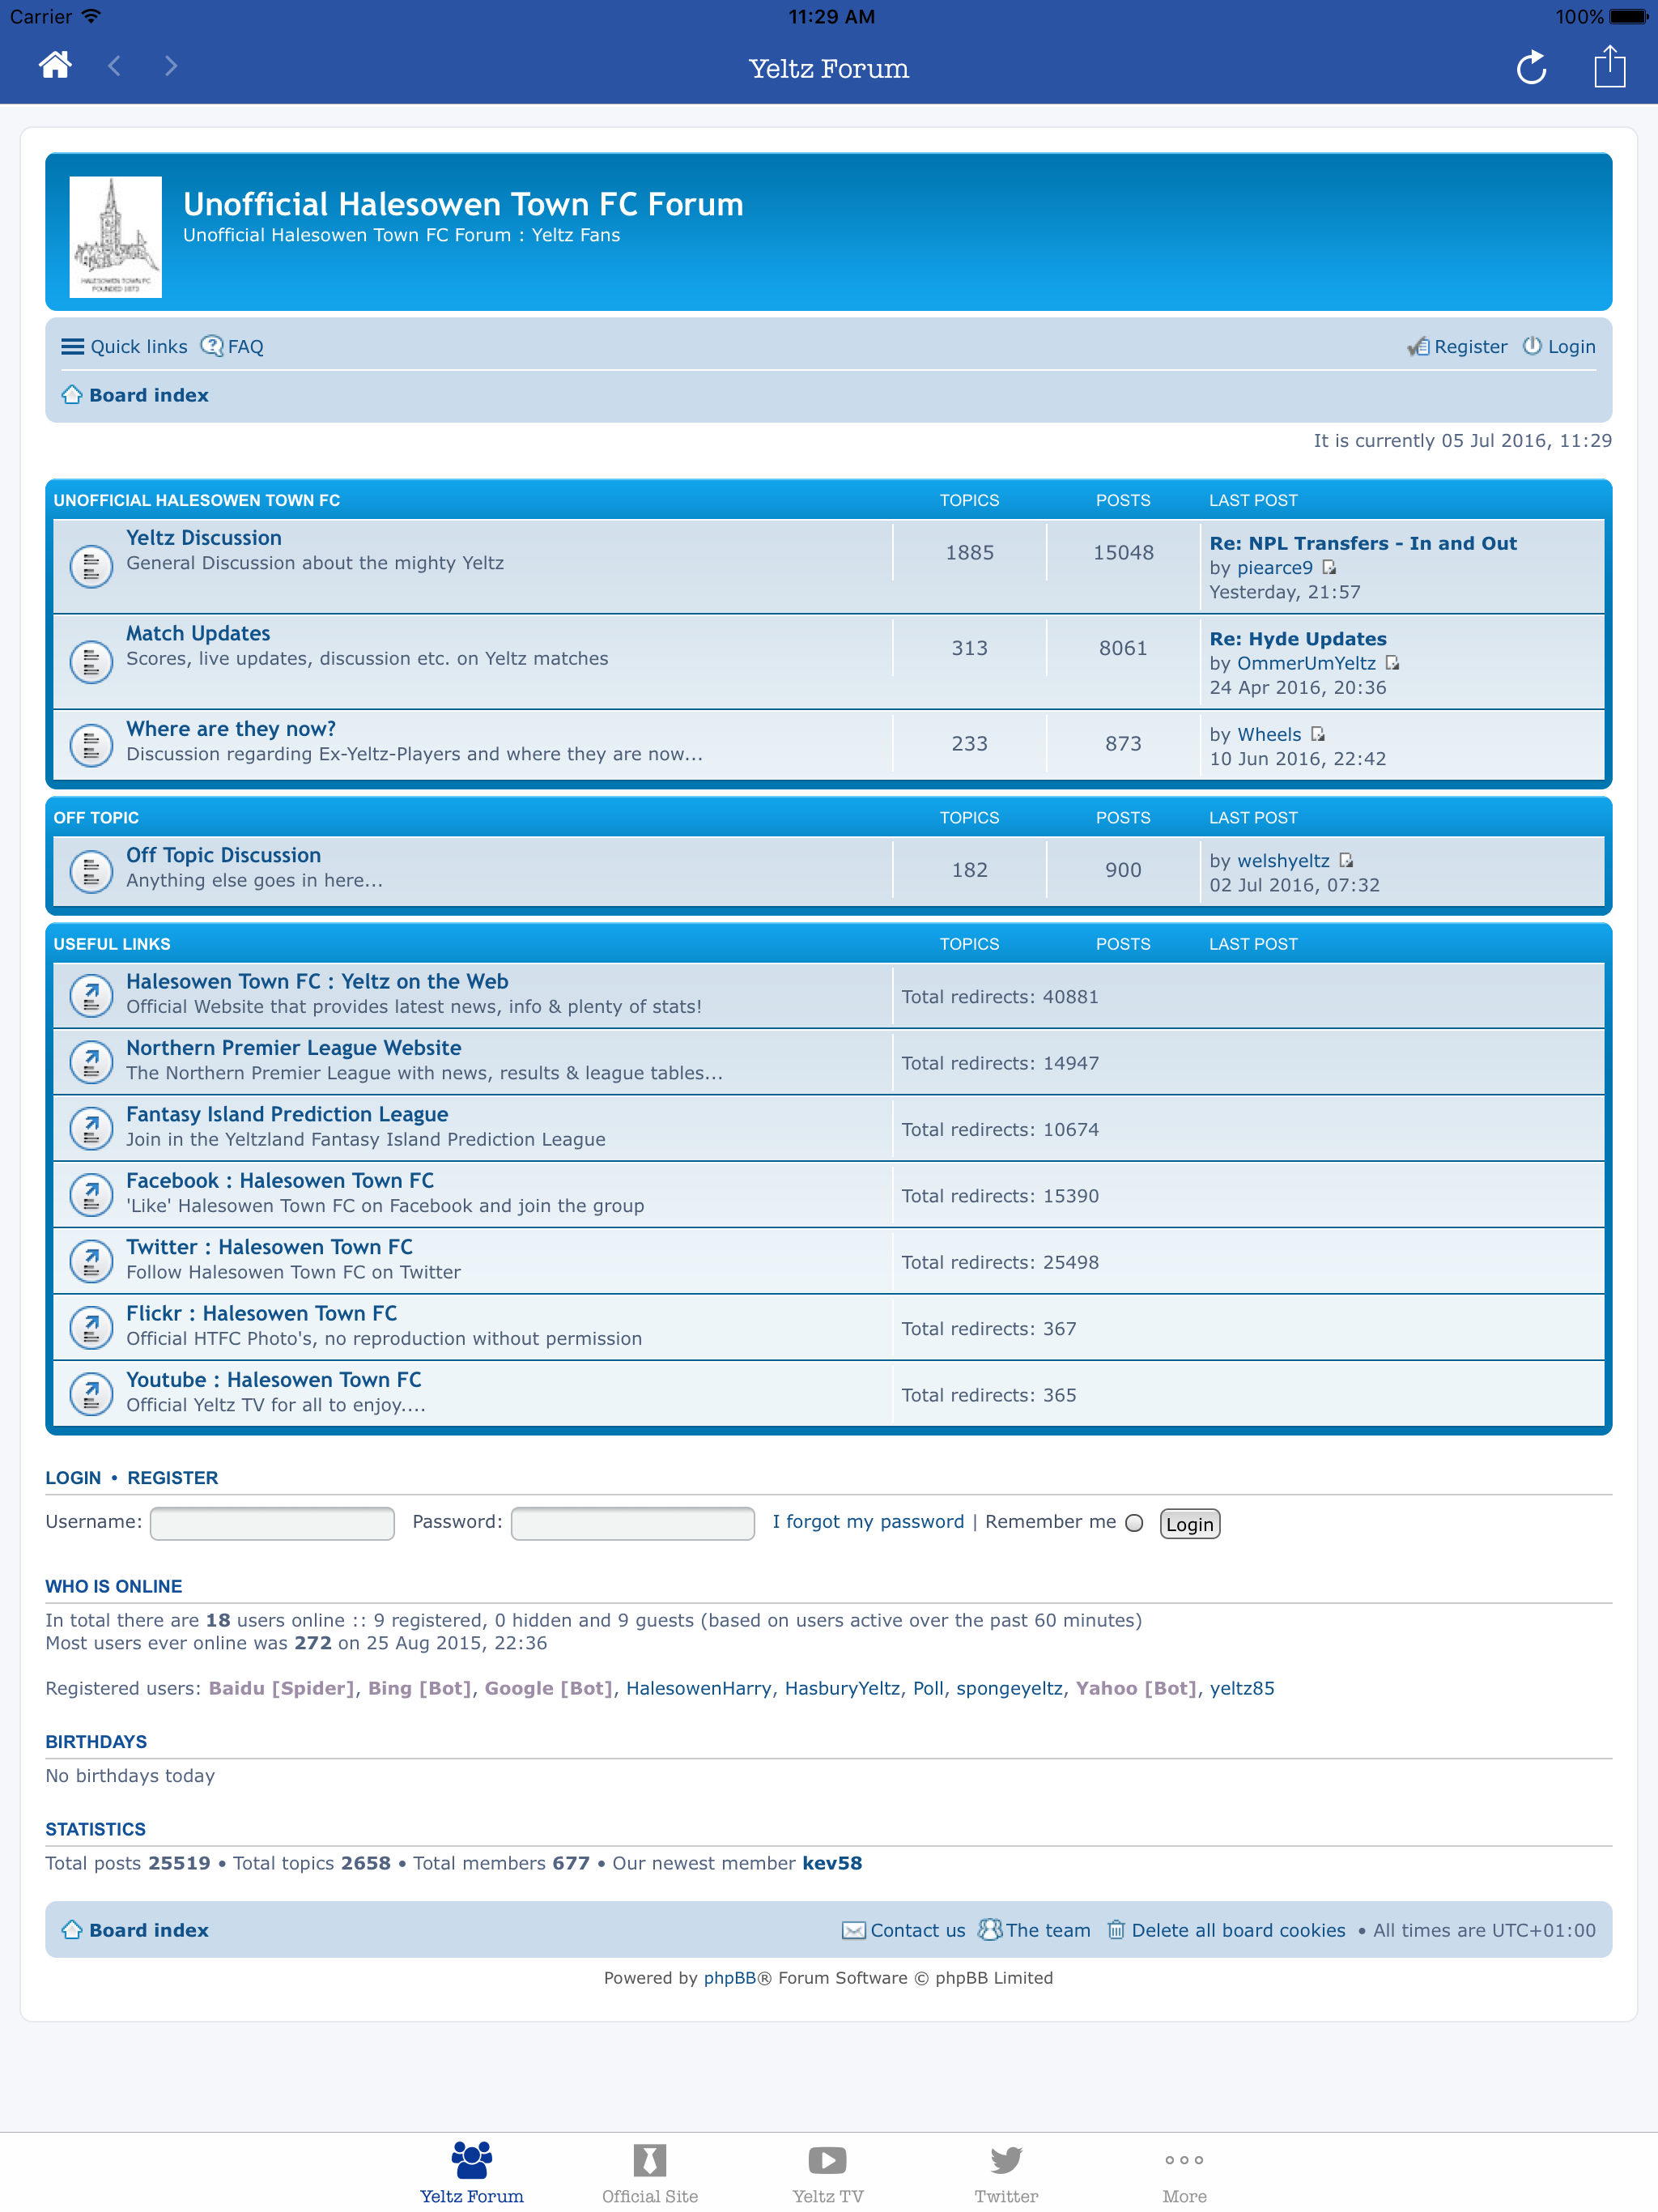 Carrier 11:29 AM 100%
Yeltz Forum
HALESOWEN TOWN FC
FOUNDED 1873
Unofficial Halesowen Town FC Forum
Unofficial Halesowen Town FC Forum : Yeltz Fans
Quick links FAQ Register Login
Board index
It is currently 05 Jul 2016, 11:29
UNOFFICIAL HALESOWEN TOWN FC TOPICS POSTS LAST POST
Yeltz Discussion
General Discussion about the mighty Yeltz
1885 15048
Re: NPL Transfers - In and Out
by piearce9
Yesterday, 21:57
Match Updates
Scores, live updates, discussion etc. on Yeltz matches
313 8061
Re: Hyde Updates
by OmmerUmYeltz
24 Apr 2016, 20:36
Where are they now?
Discussion regarding Ex-Yeltz-Players and where they are now...
233 873
by Wheels
10 Jun 2016, 22:42
OFF TOPIC TOPICS POSTS LAST POST
Off Topic Discussion
Anything else goes in here...
182 900
by welshyeltz
02 Jul 2016, 07:32
USEFUL LINKS TOPICS POSTS LAST POST
Halesowen Town FC : Yeltz on the Web
Official Website that provides latest news, info & plenty of stats!
Total redirects: 40881
Northern Premier League Website
The Northern Premier League with news, results & league tables...
Total redirects: 14947
Fantasy Island Prediction League
Join in the Yeltzland Fantasy Island Prediction League
Total redirects: 10674
Facebook : Halesowen Town FC
'Like' Halesowen Town FC on Facebook and join the group
Total redirects: 15390
Twitter : Halesowen Town FC
Follow Halesowen Town FC on Twitter
Total redirects: 25498
Flickr : Halesowen Town FC
Official HTFC Photo's, no reproduction without permission
Total redirects: 367
Youtube : Halesowen Town FC
Official Yeltz TV for all to enjoy....
Total redirects: 365
LOGIN • REGISTER
Username: Password: I forgot my password | Remember me Login
WHO IS ONLINE
In total there are 18 users online :: 9 registered, 0 hidden and 9 guests (based on users active over the past 60 minutes)
Most users ever online was 272 on 25 Aug 2015, 22:36
Registered users: Baidu [Spider], Bing [Bot], Google [Bot], HalesowenHarry, HasburyYeltz, Poll, spongeyeltz, Yahoo [Bot], yeltz85
BIRTHDAYS
No birthdays today
STATISTICS
Total posts 25519 • Total topics 2658 • Total members 677 • Our newest member kev58
Board index Contact us The team Delete all board cookies • All times are UTC+01:00
Powered by phpBB® Forum Software © phpBB Limited
Yeltz Forum Official Site Yeltz TV Twitter More